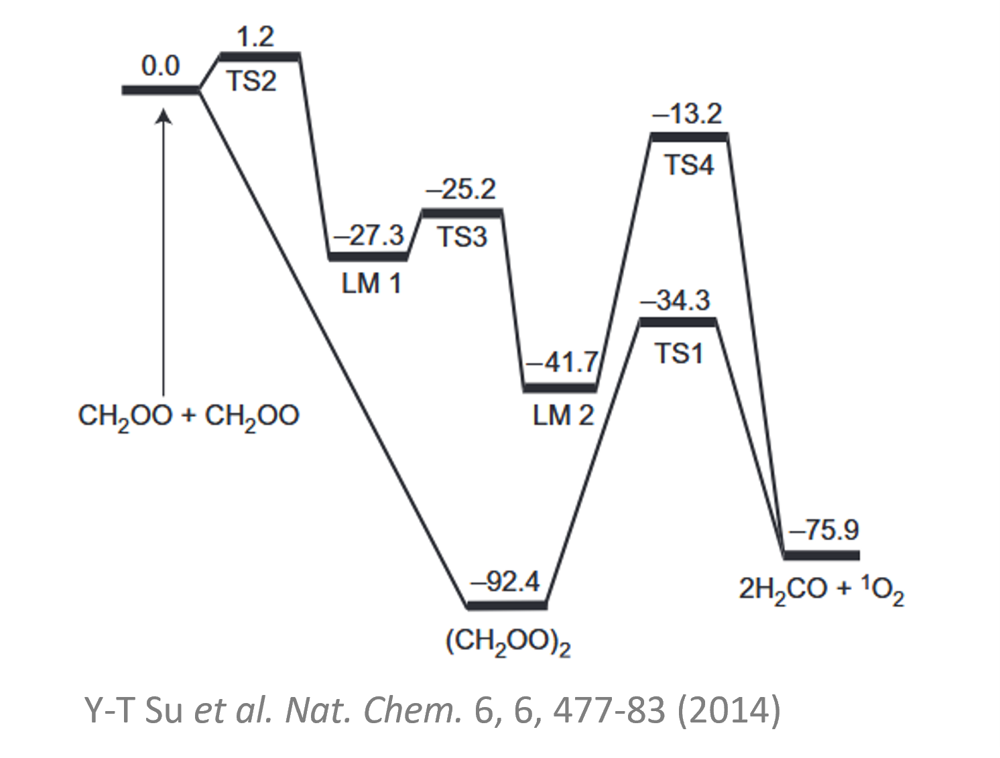 1.2
0.0
TS2
–13.2
TS4
–25.2
TS3
–27.3
LM 1
–34.3
TS1
–41.7
LM 2
CH₂OO + CH₂OO
–75.9
2H₂CO + ¹O₂
–92.4
(CH₂OO)₂
Y-T Su et al. Nat. Chem. 6, 6, 477-83 (2014)